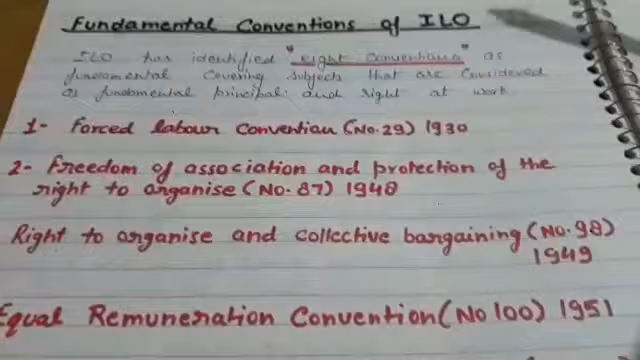 Fundamental Conventions of ILO
ILO has identified "eight conventions" as
fundamental covering subjects that are considered
as fundmental principal and right at work
1- Forced labour convention (No.29) 1930
2- Freedom of association and protection of the
right to organise (No.87) 1948
Right to organise and collective bargaining (No.98)
1949
Equal Remuneration Convention (No 100) 1951